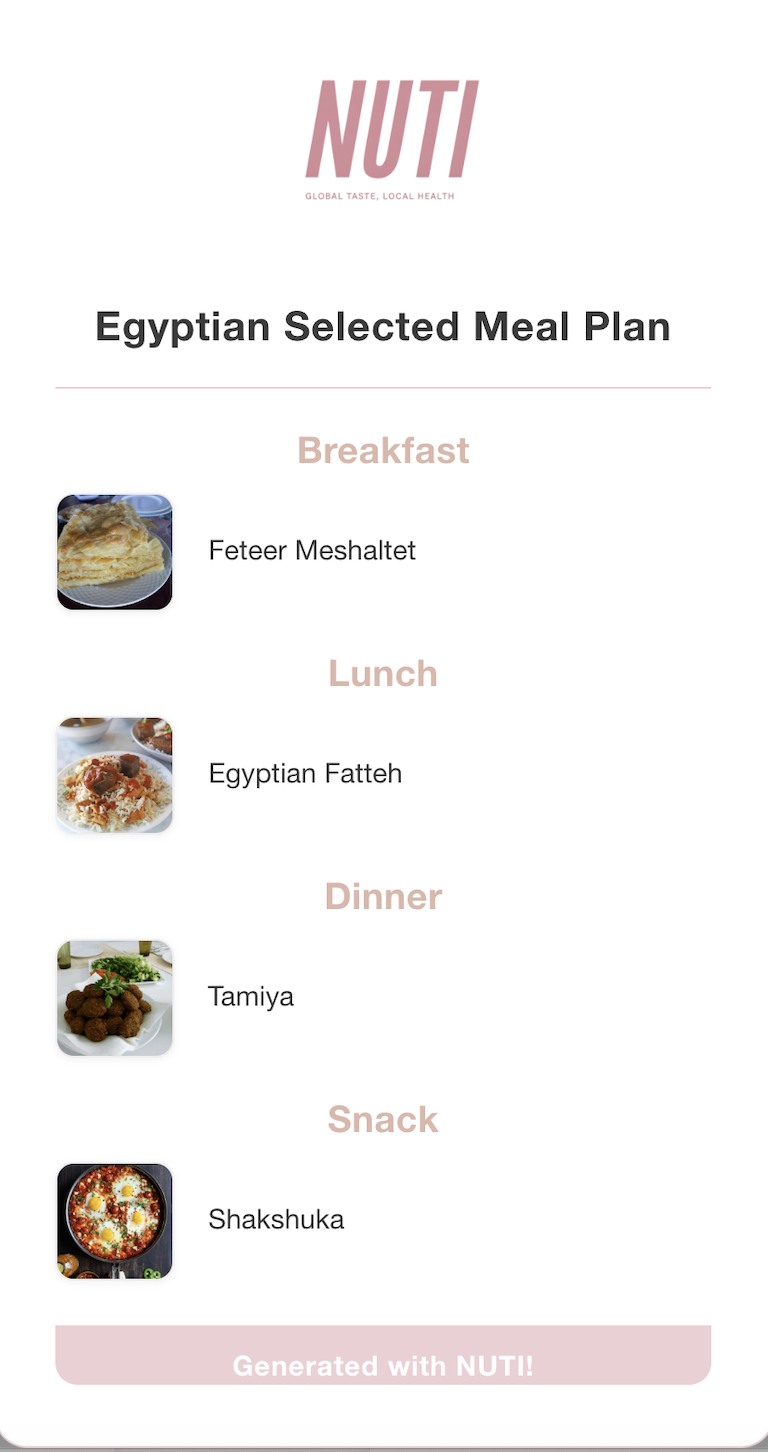 NUTI
GLOBAL TASTE, LOCAL HEALTH
Egyptian Selected Meal Plan
Breakfast
Feteer Meshaltet
Lunch
Egyptian Fatteh
Dinner
Tamiya
Snack
Shakshuka
Generated with NUTI!